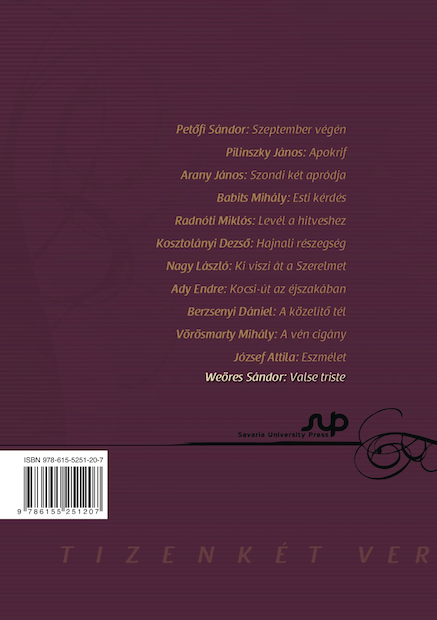 Petőfi Sándor: Szeptember végén
Pilinszky János: Apokrif
Arany János: Szondi két apródja
Babits Mihály: Esti kérdés
Radnóti Miklós: Levél a hitveshez
Kosztolányi Dezső: Hajnali részegség
Nagy László: Ki viszi át a Szerelmet
Ady Endre: Kocsi-út az éjszakában
Berzsenyi Dániel: A közelítő tél
Vörösmarty Mihály: A vén cigány
József Attila: Eszmélet
Weöres Sándor: Valse triste
sup
Savaria University Press
ISBN 978-615-5251-20-7
9 786155 251207
TIZENKÉT VER